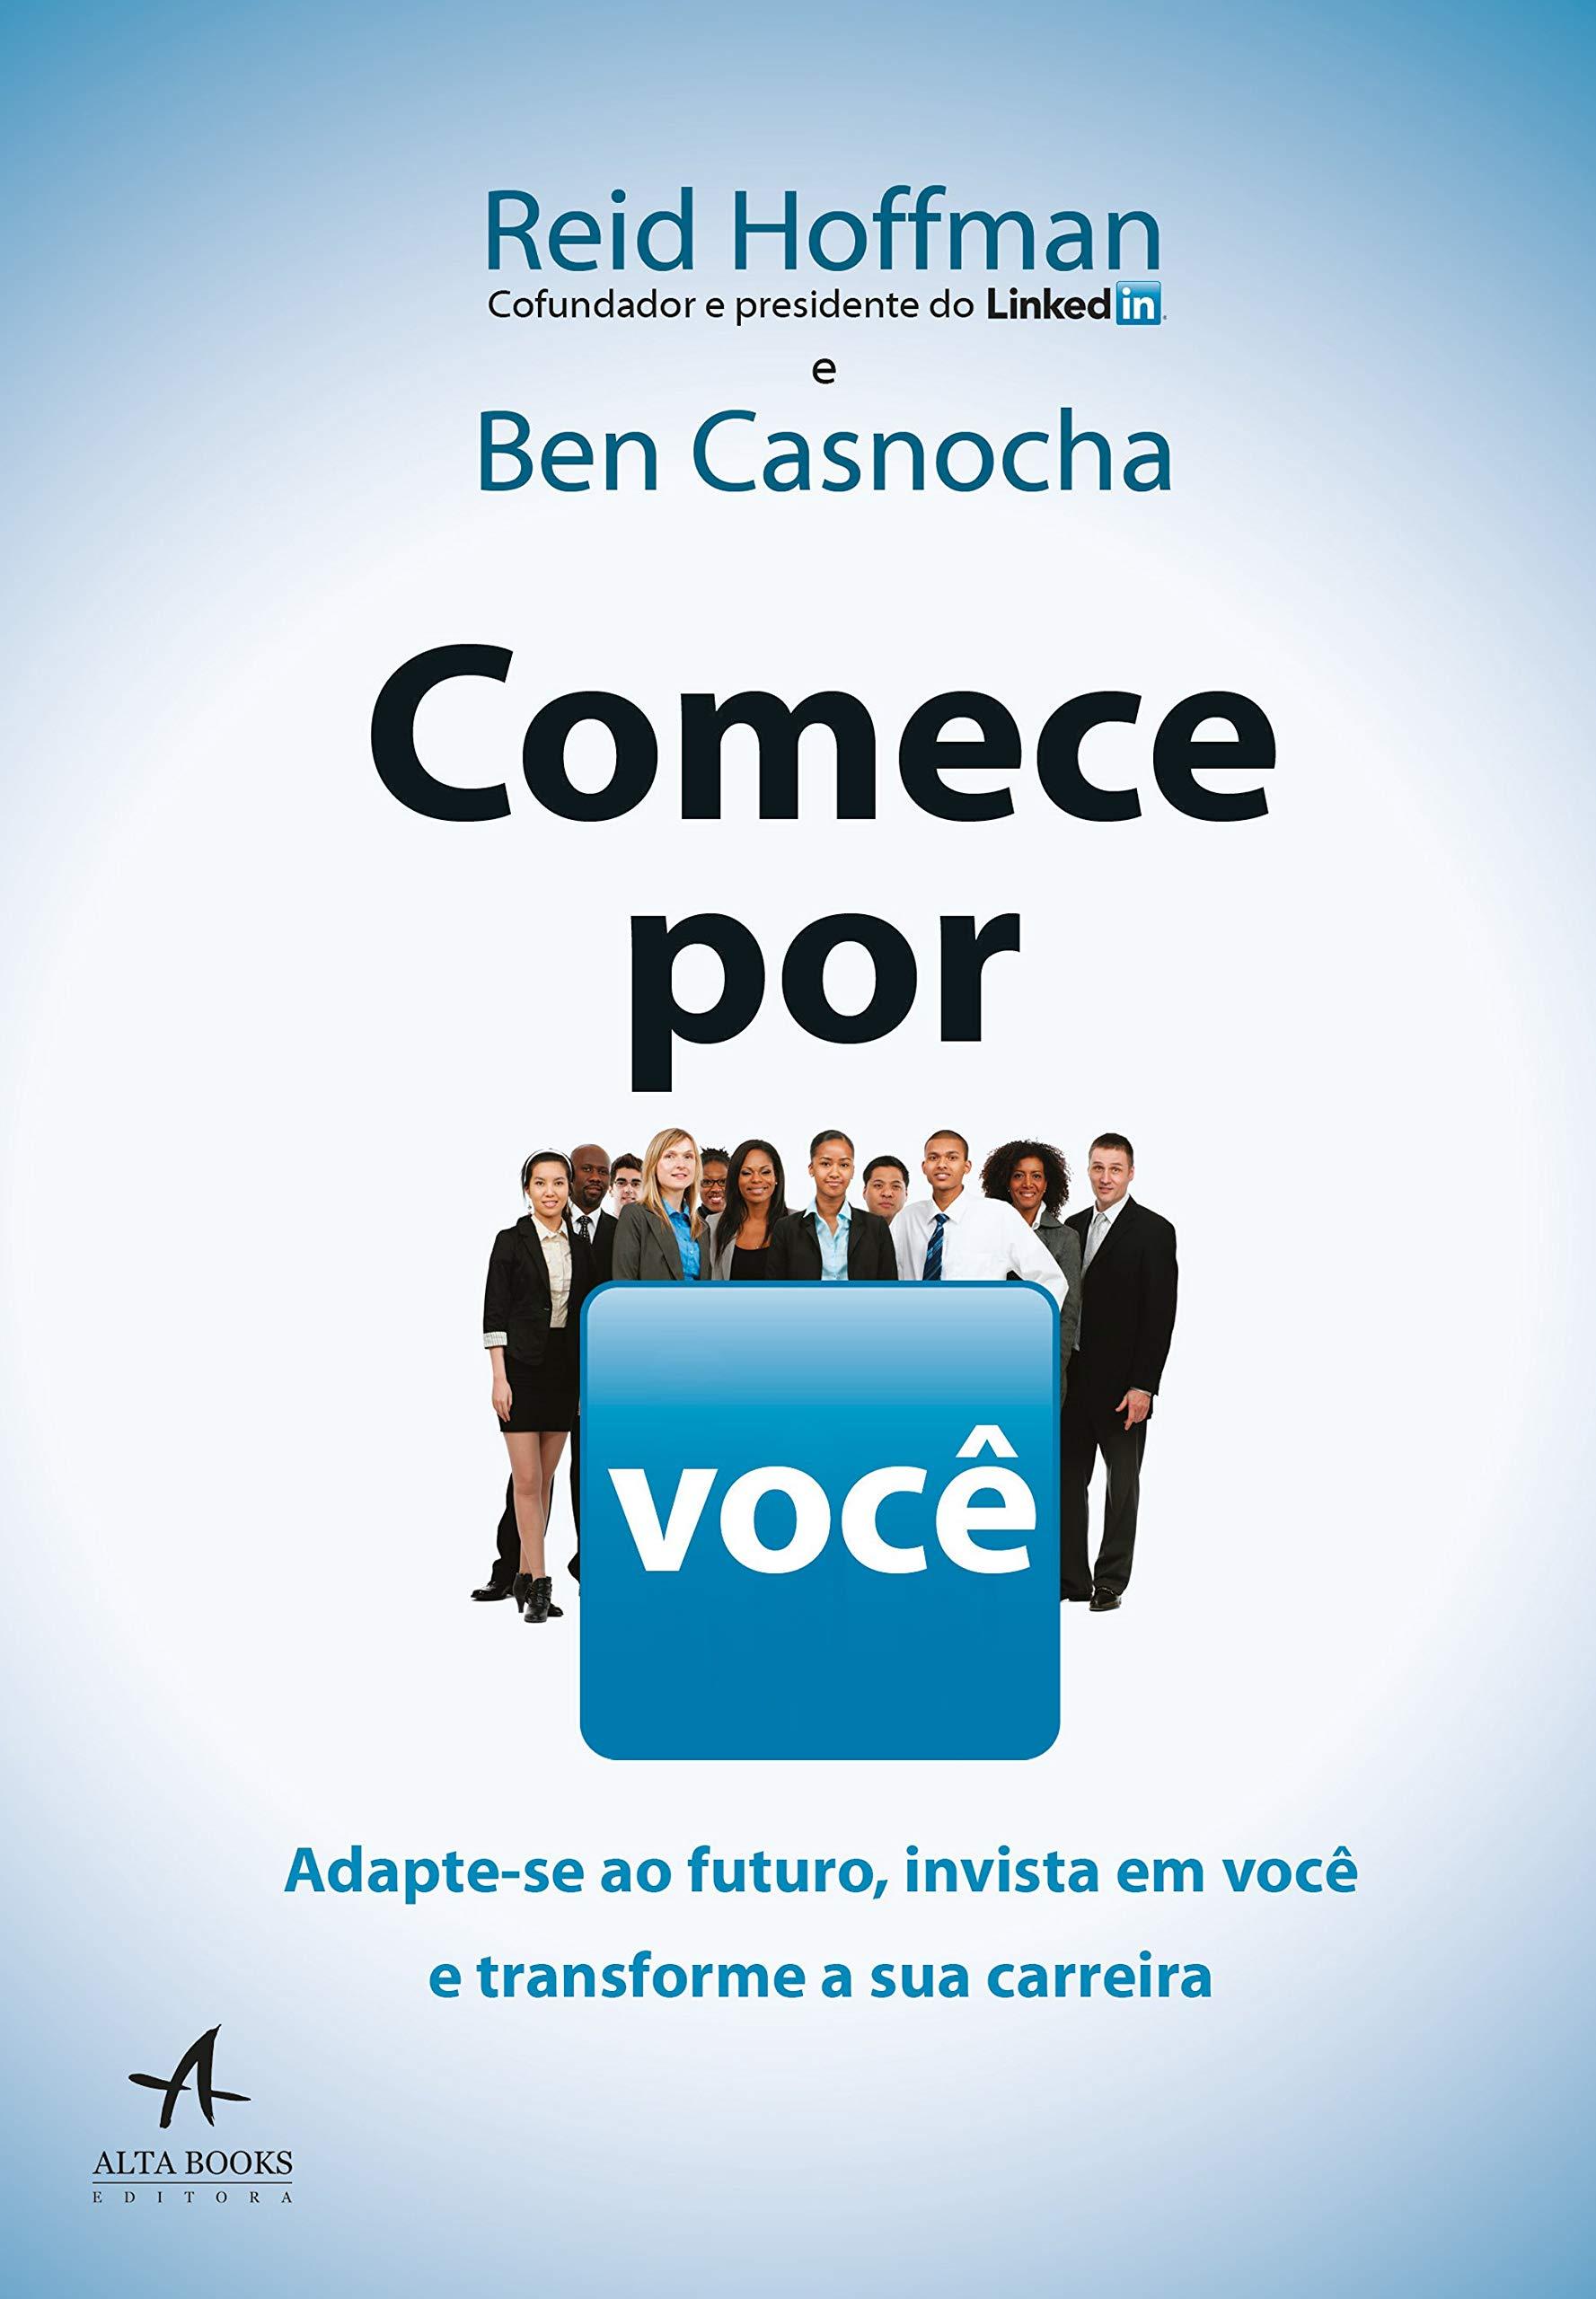 Reid Hoffman
Cofundador e presidente do Linkedin
e
Ben Casnocha
Comece
por
você
Adapte-se ao futuro, invista em você
e transforme a sua carreira
A
ALTA BOOKS
EDITORA